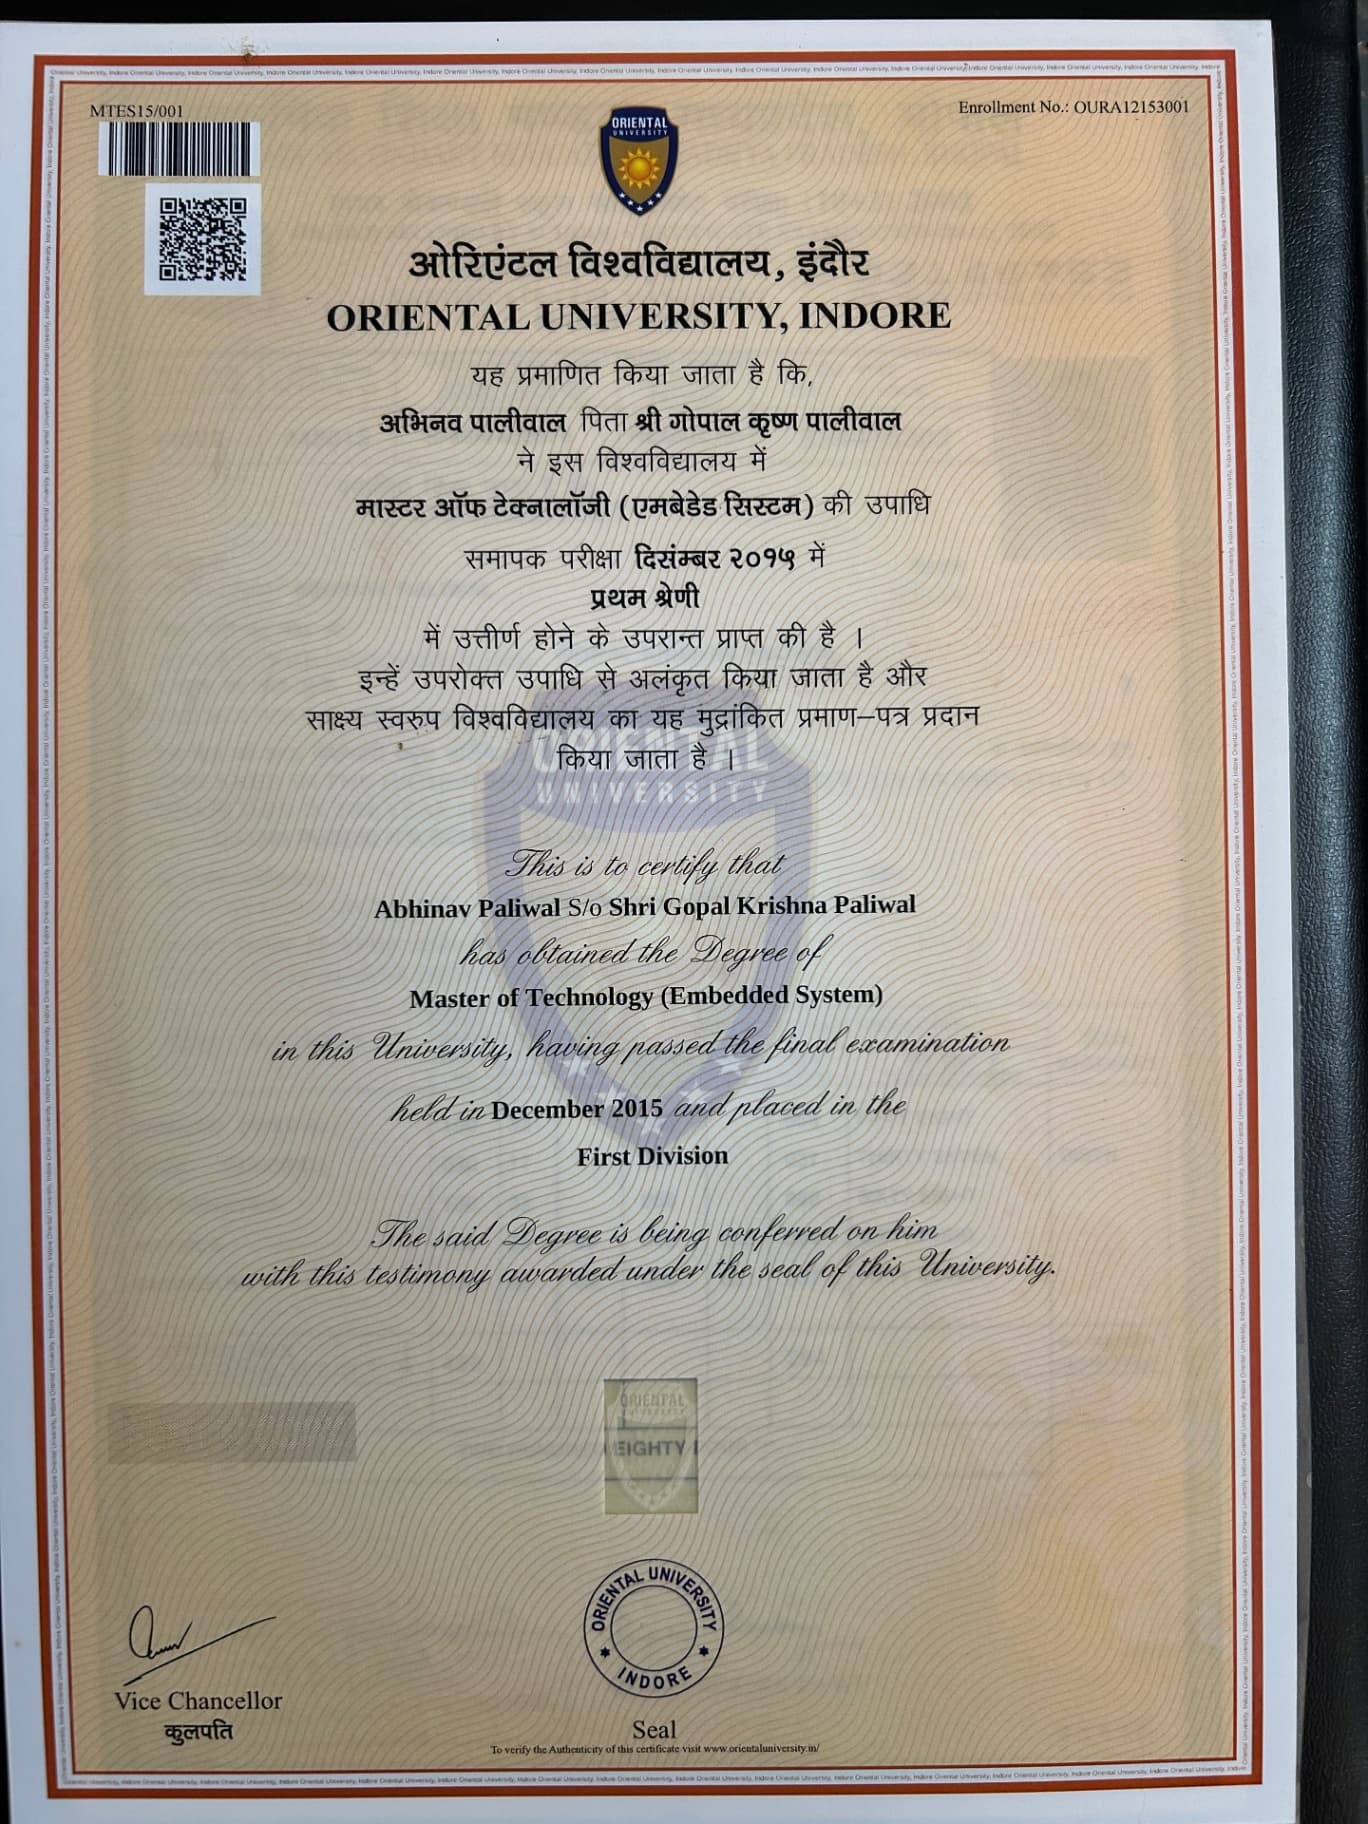 MTES15/001
Enrollment No.: OURA12153001
ORIENTAL
UNIVERSITY
ओरिएंटल विश्वविद्यालय, इंदौर
ORIENTAL UNIVERSITY, INDORE
यह प्रमाणित किया जाता है कि,
अभिनव पालीवाल पिता श्री गोपाल कृष्ण पालीवाल
ने इस विश्वविद्यालय में
मास्टर ऑफ टेक्नालॉजी (एमबेडेड सिस्टम) की उपाधि
समापक परीक्षा दिसंम्बर २०१५ में
प्रथम श्रेणी
में उत्तीर्ण होने के उपरान्त प्राप्त की है ।
इन्हें उपरोक्त उपाधि से अलंकृत किया जाता है और
साक्ष्य स्वरुप विश्वविद्यालय का यह मुद्रांकित प्रमाण–पत्र प्रदान
किया जाता है ।
ORIENTAL
UNIVERSITY
This is to certify that
Abhinav Paliwal S/o Shri Gopal Krishna Paliwal
has obtained the Degree of
Master of Technology (Embedded System)
in this University, having passed the final examination
held in December 2015 and placed in the
First Division
The said Degree is being conferred on him
with this testimony awarded under the seal of this University.
ORIENTAL
UNIVERSITY
EIGHTY
ORIENTAL UNIVERSITY
INDORE
Vice Chancellor
कुलपति
Seal
To verify the Authenticity of this certificate visit www.orientaluniversity.in/